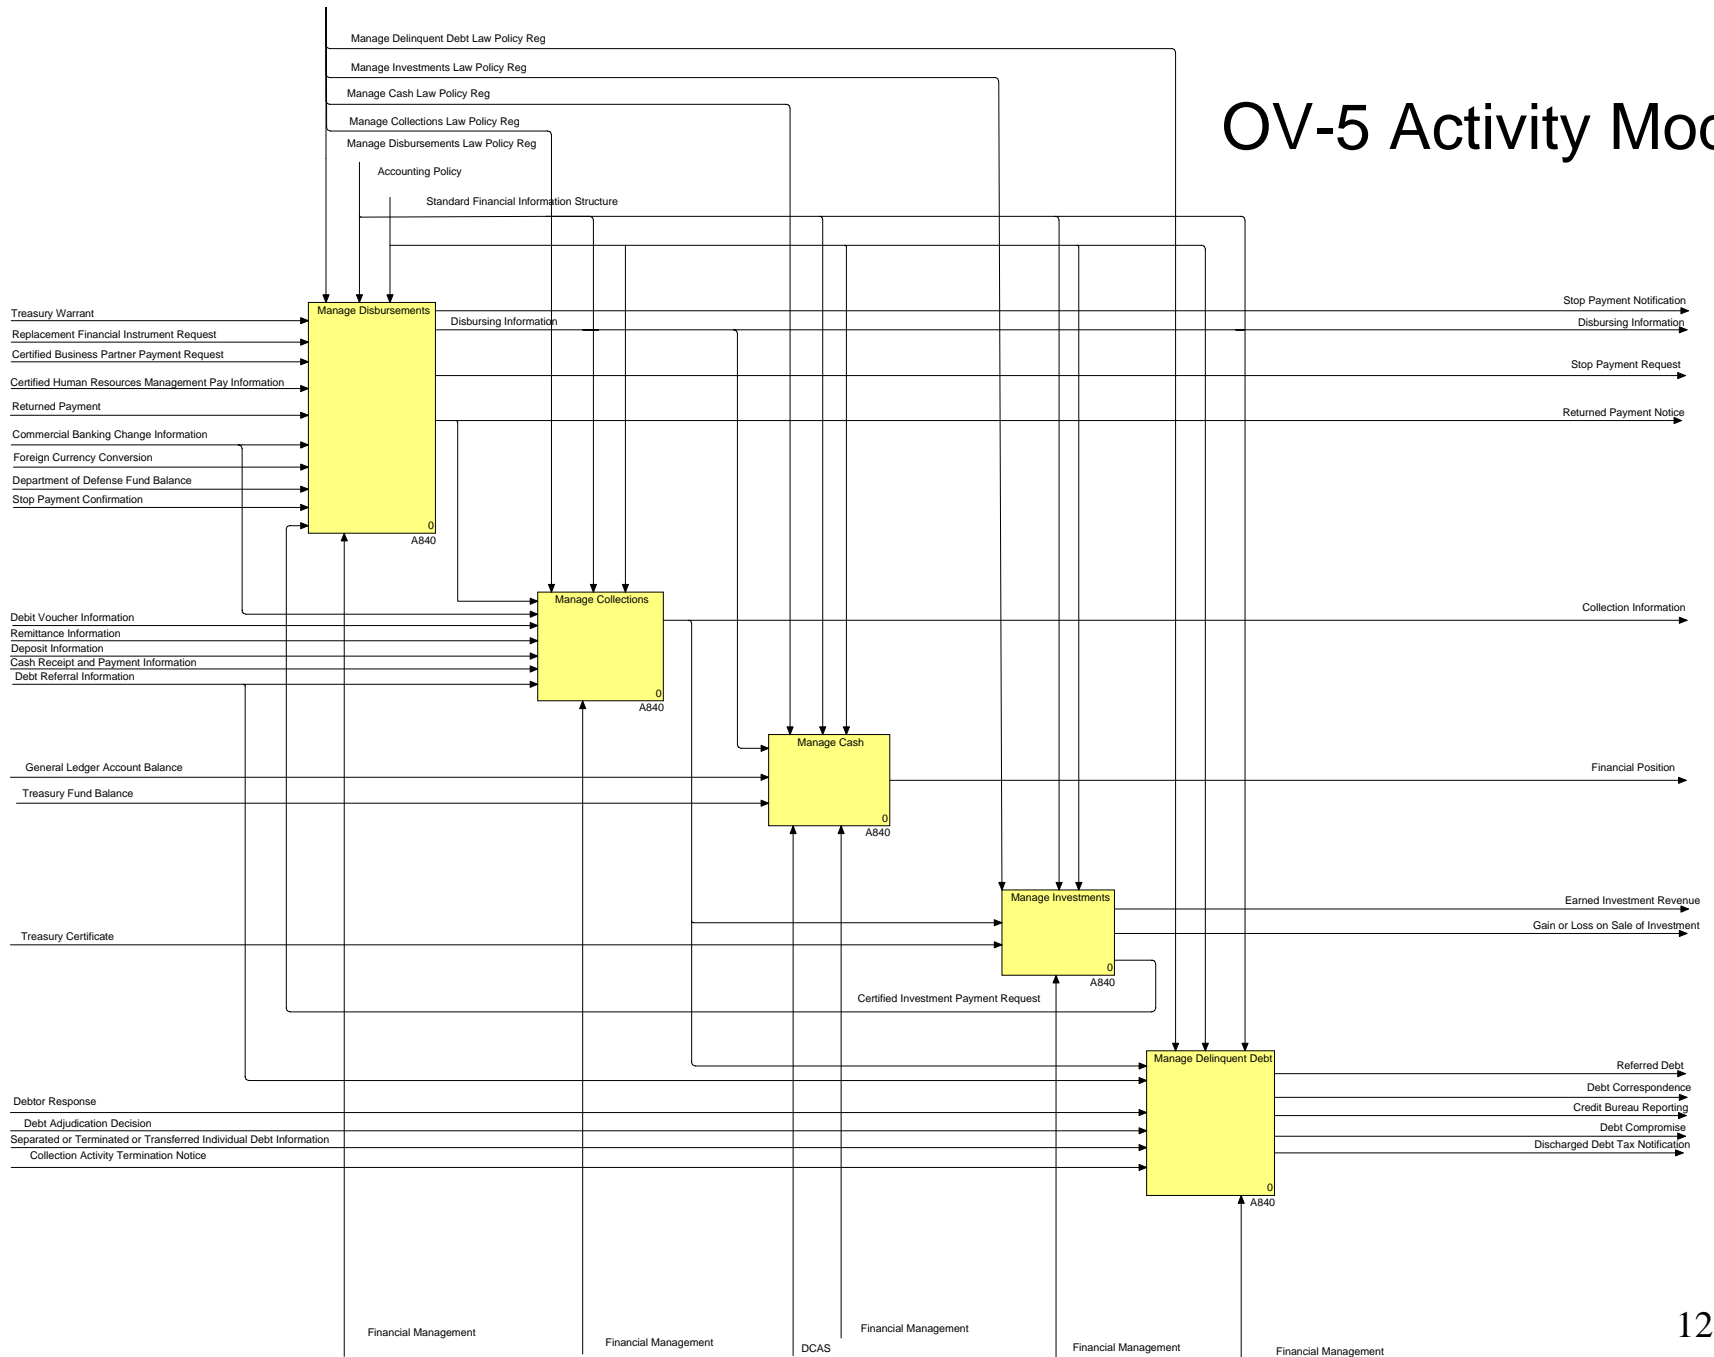 Manage Delinquent Debt Law Policy Reg
Manage Investments Law Policy Reg
Manage Cash Law Policy Reg
OV-5 Activity Moc
Manage Collections Law Policy Reg
Manage Disbursements Law Policy Reg
Accounting Policy
Standard Financial Information Structure
Manage Disbursements
0
A840
Treasury Warrant
Replacement Financial Instrument Request
Certified Business Partner Payment Request
Certified Human Resources Management Pay Information
Returned Payment
Commercial Banking Change Information
Foreign Currency Conversion
Department of Defense Fund Balance
Stop Payment Confirmation
Disbursing Information
Stop Payment Notification
Disbursing Information
Stop Payment Request
Returned Payment Notice
Manage Collections
0
A840
Debit Voucher Information
Remittance Information
Deposit Information
Cash Receipt and Payment Information
Debt Referral Information
Collection Information
Manage Cash
0
A840
General Ledger Account Balance
Treasury Fund Balance
Financial Position
Manage Investments
0
A840
Treasury Certificate
Earned Investment Revenue
Gain or Loss on Sale of Investment
Certified Investment Payment Request
Manage Delinquent Debt
0
A840
Debtor Response
Debt Adjudication Decision
Separated or Terminated or Transferred Individual Debt Information
Collection Activity Termination Notice
Referred Debt
Debt Correspondence
Credit Bureau Reporting
Debt Compromise
Discharged Debt Tax Notification
Financial Management
Financial Management
DCAS
Financial Management
Financial Management
Financial Management
12